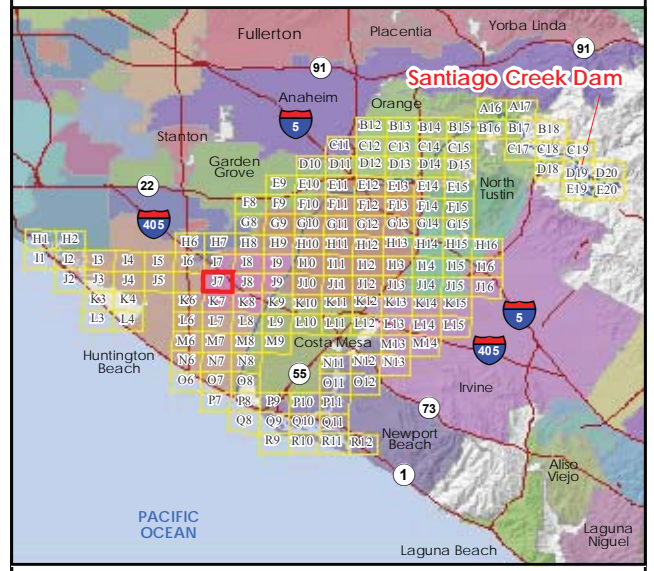 Fullerton
Placentia
Yorba Linda
91
91
Santiago Creek Dam
Anaheim
Orange
A16 A17
5
B12 B13 B14 B15 B16 B17 B18
Stanton
C11 C12 C13 C14 C15 C17 C18 C19
Garden
Grove
D10 D11 D12 D13 D14 D15 D18 D19 D20
22
E9 E10 E11 E12 E13 E14 E15 E19 E20
North
Tustin
F8 F9 F10 F11 F12 F13 F14 F15
405
G8 G9 G10 G11 G12 G13 G14 G15
H1 H2 H6 H7 H8 H9 H10 H11 H12 H13 H14 H15 H16
I1 I2 I3 I4 I5 I6 I7 I8 I9 I10 I11 I12 I13 I14 I15 I16
J2 J3 J4 J5 J7 J8 J9 J10 J11 J12 J13 J14 J15 J16
K3 K4 K6 K7 K8 K9 K10 K11 K12 K13 K14 K15
5
L3 L4 L6 L7 L8 L9 L10 L11 L12 L13 L14 L15
M6 M7 M8 M9 Costa Mesa M13 M14
405
Huntington
Beach
N6 N7 N8 N11 N12 N13
55
O6 O7 O8 O11 O12
Irvine
P7 P8 P9 P10 P11
73
Q8 Q9 Q10 Q11
Newport
Beach
R9 R10 R11 R12
1
Aliso
Viejo
PACIFIC
OCEAN
Laguna
Niguel
Laguna Beach